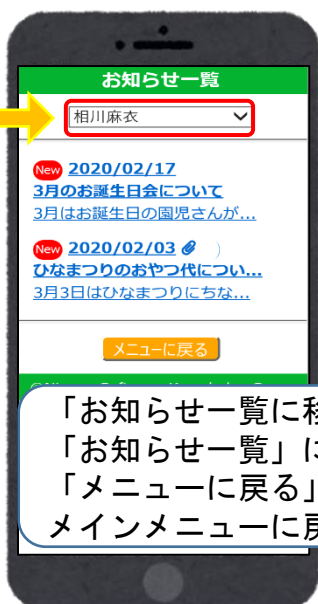 お知らせ一覧
相川麻衣
New 2020/02/17
3月のお誕生日会について
3月はお誕生日の園児さんが...
New 2020/02/03
ひなまつりのおやつ代につい...
3月3日はひなまつりにちな...
メニューに戻る
「お知らせ一覧に移
「お知らせ一覧」に
「メニューに戻る」
メインメニューに戻